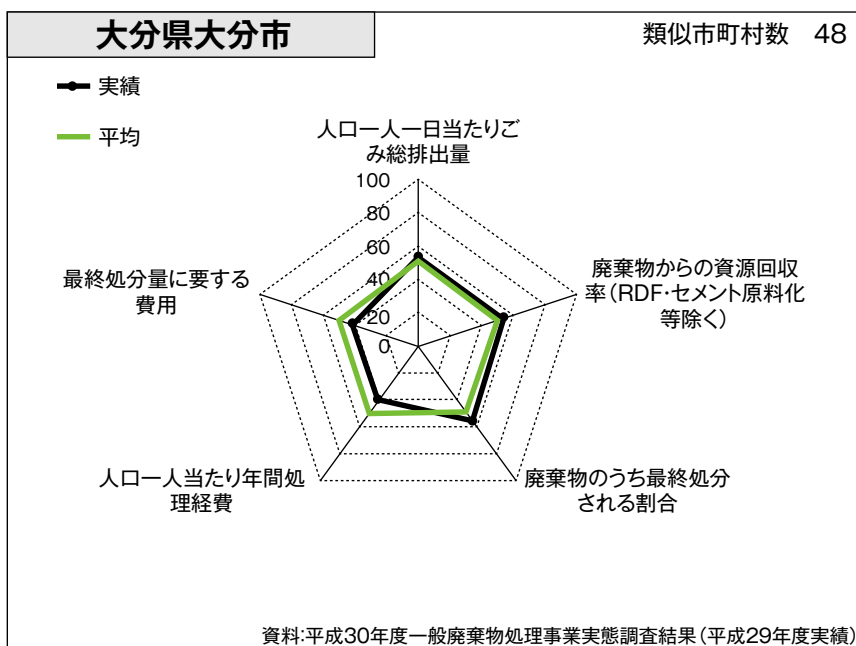 大分県大分市
類似市町村数 48
実績
平均
人口一人一日当たりご
み総排出量
100
80
60
40
20
0
廃棄物からの資源回収
率(RDF・セメント原料化
等除く)
最終処分量に要する
費用
人口一人当たり年間処
理経費
廃棄物のうち最終処分
される割合
資料:平成30年度一般廃棄物処理事業実態調査結果(平成29年度実績)